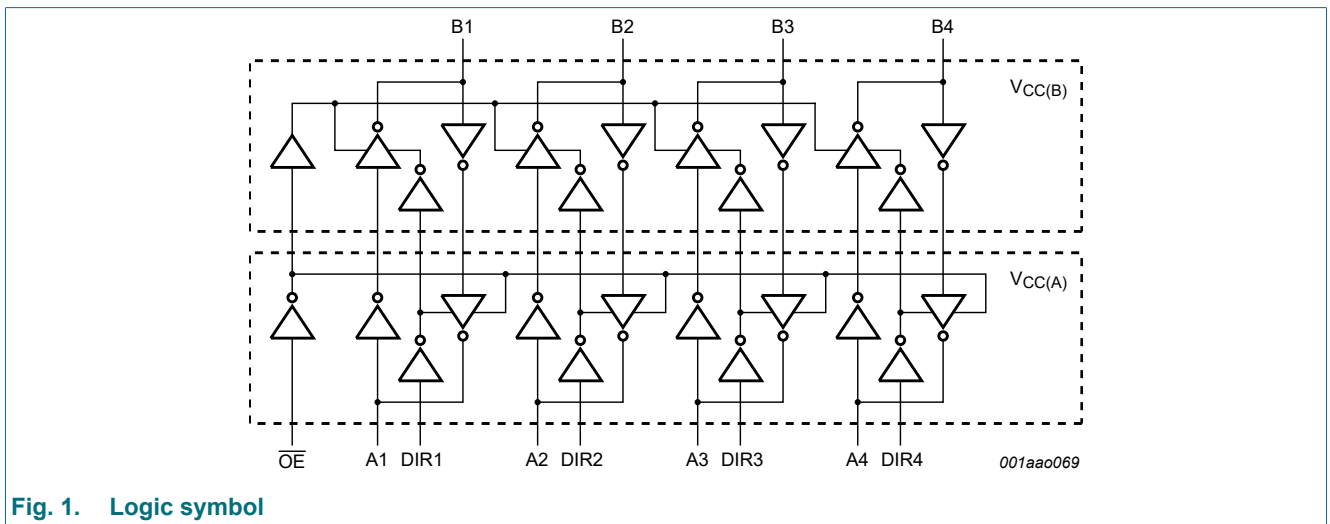 B1 B2 B3 B4
VCC(B)
VCC(A)
OE A1 DIR1 A2 DIR2 A3 DIR3 A4 DIR4 001aao069
Fig. 1. Logic symbol